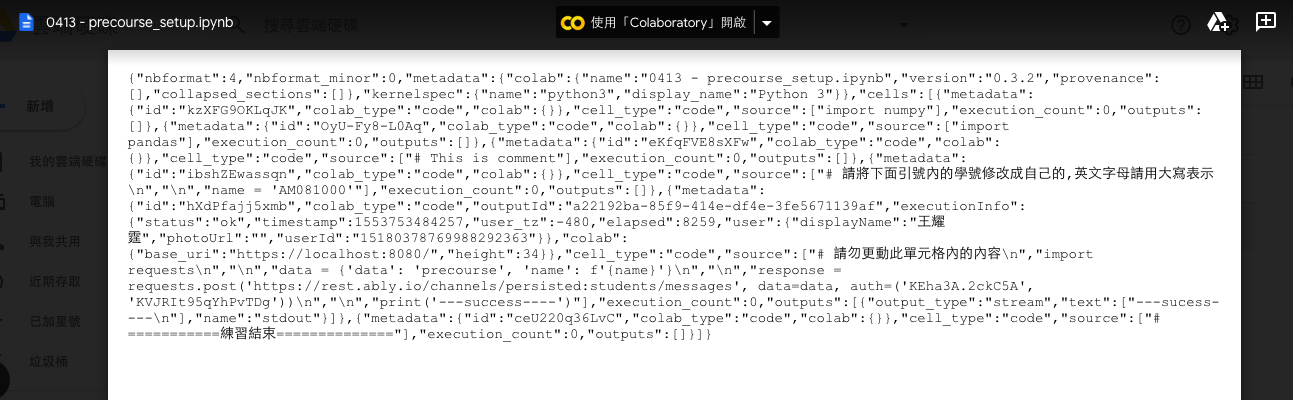 0413 - precourse_setup.ipynb
使用「Colaboratory」開啟
搜尋雲端硬碟
新增
我的雲端硬碟
電腦
與我共用
近期存取
已加星號
垃圾桶
{"nbformat":4,"nbformat_minor":0,"metadata":{"colab":{"name":"0413 - precourse_setup.ipynb","version":"0.3.2","provenance":
[],"collapsed_sections":[]},"kernelspec":{"name":"python3","display_name":"Python 3"}},"cells":[{"metadata":
{"id":"kzXFG9OKLqJK","colab_type":"code","colab":{}},"cell_type":"code","source":["import numpy"],"execution_count":0,"outputs":
[]},{"metadata":{"id":"OyU-Fy8-L0Aq","colab_type":"code","colab":{}},"cell_type":"code","source":["import
pandas"],"execution_count":0,"outputs":[]},{"metadata":{"id":"eKfqFVE8sXFw","colab_type":"code","colab":
{}},"cell_type":"code","source":["# This is comment"],"execution_count":0,"outputs":[]},{"metadata":
{"id":"ibshZEwassqn","colab_type":"code","colab":{}},"cell_type":"code","source":["# 請將下面引號內的學號修改成自己的,英文字母請用大寫表示
\n","\n","name = 'AM081000'"],"execution_count":0,"outputs":[]},{"metadata":
{"id":"hXdPfajj5xmb","colab_type":"code","outputId":"a22192ba-85f9-414e-df4e-3fe5671139af","executionInfo":
{"status":"ok","timestamp":1553753484257,"user_tz":-480,"elapsed":8259,"user":{"displayName":"王耀
霆","photoUrl":"","userId":"15180378769988292363"}},"colab":
{"base_uri":"https://localhost:8080/","height":34}},"cell_type":"code","source":["# 請勿更動此單元格內的內容\n","import
requests\n","\n","data = {'data': 'precourse', 'name': f'{name}'}\n","\n","response =
requests.post('https://rest.ably.io/channels/persisted:students/messages', data=data, auth=('KEha3A.2ckC5A',
'KVJRIt95qYhPvTDg'))\n","\n","print('---success----')"],"execution_count":0,"outputs":[{"output_type":"stream","text":["---sucess-
---\n"],"name":"stdout"}]},{"metadata":{"id":"ceU220q36LvC","colab_type":"code","colab":{}},"cell_type":"code","source":["#
===========練習結束=============="],"execution_count":0,"outputs":[]}]}